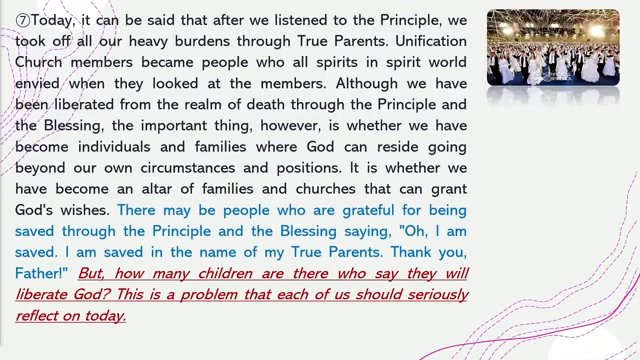 ⑦Today, it can be said that after we listened to the Principle, we
took off all our heavy burdens through True Parents. Unification
Church members became people who all spirits in spirit world
envied when they looked at the members. Although we have
been liberated from the realm of death through the Principle and
the Blessing, the important thing, however, is whether we have
become individuals and families where God can reside going
beyond our own circumstances and positions. It is whether we
have become an altar of families and churches that can grant
God's wishes. There may be people who are grateful for being
saved through the Principle and the Blessing saying, "Oh, I am
saved. I am saved in the name of my True Parents. Thank you,
Father!" But, how many children are there who say they will
liberate God? This is a problem that each of us should seriously
reflect on today.